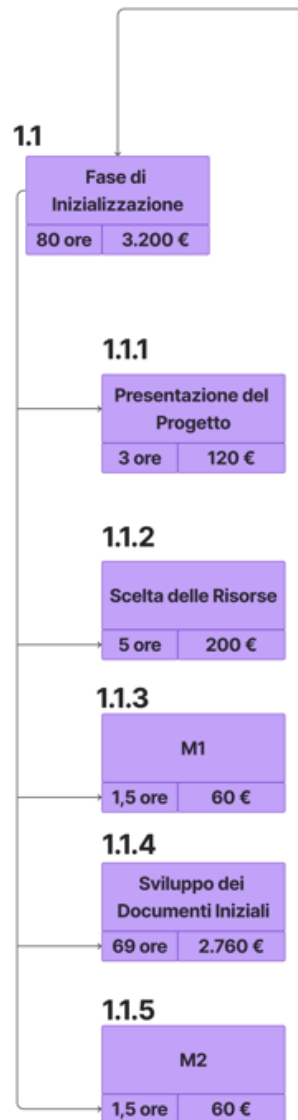 1.1
Fase di
Inizializzazione
80 ore 3.200 €
1.1.1
Presentazione del
Progetto
3 ore 120 €
1.1.2
Scelta delle Risorse
5 ore 200 €
1.1.3
M1
1,5 ore 60 €
1.1.4
Sviluppo dei
Documenti Iniziali
69 ore 2.760 €
1.1.5
M2
1,5 ore 60 €